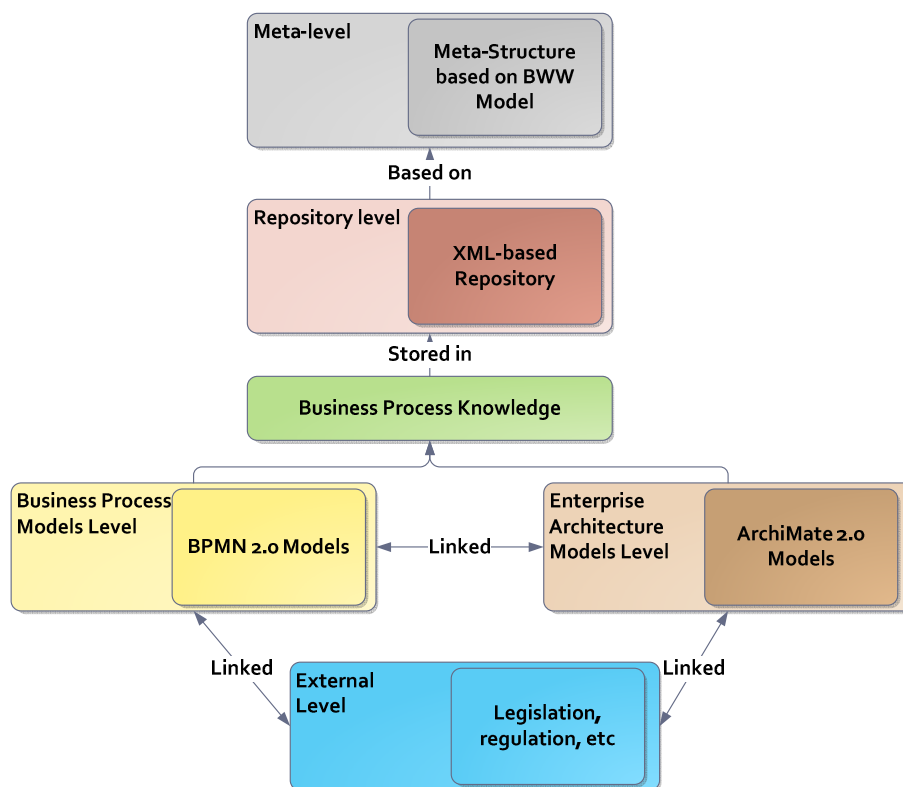 Meta-level
Meta-Structure
based on BWW
Model
Based on
Repository level
XML-based
Repository
Stored in
Business Process Knowledge
Business Process
Models Level
BPMN 2.0 Models
Linked
Enterprise
Architecture
Models Level
ArchiMate 2.0
Models
Linked
Linked
External
Level
Legislation,
regulation, etc